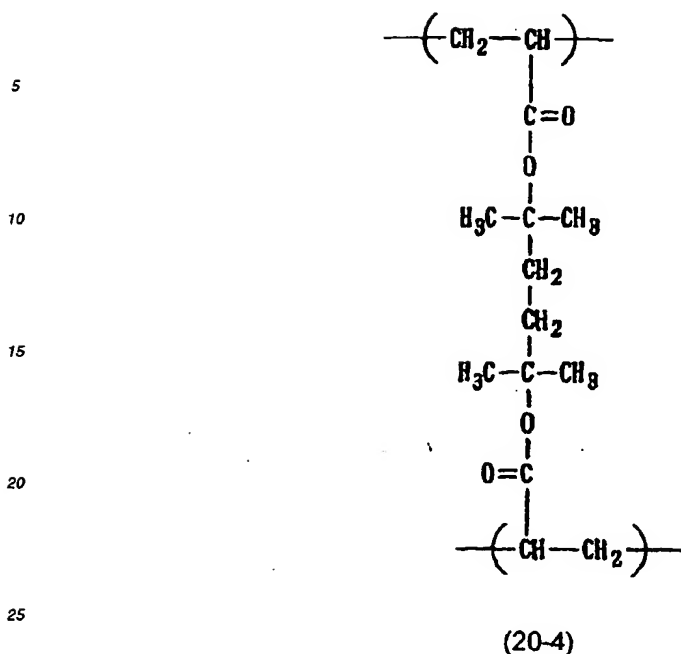 —(CH₂—CH)—
5
C=O
O
10
H₃C—C—CH₃
CH₂
CH₂
15
H₃C—C—CH₃
O
20
O=C
—(CH—CH₂)—
25
(20-4)